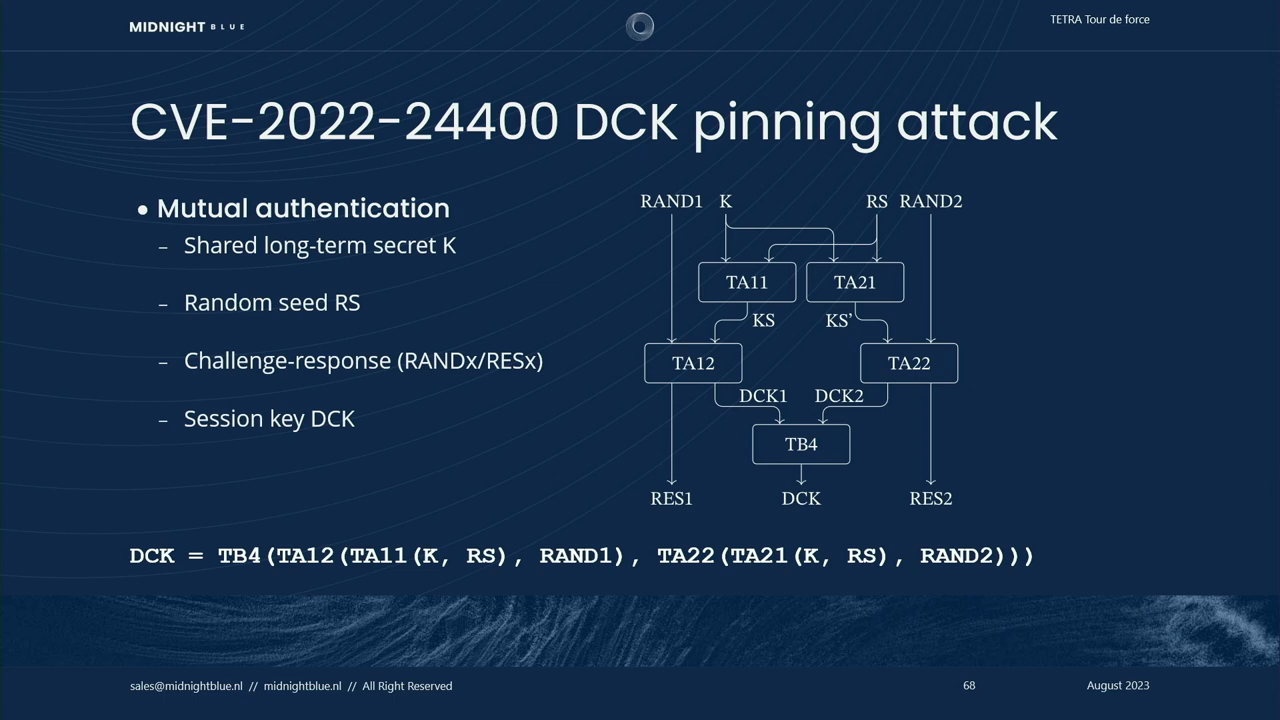 MIDNIGHT BLUE
TETRA Tour de force
CVE-2022-24400 DCK pinning attack
• Mutual authentication
– Shared long-term secret K
– Random seed RS
– Challenge-response (RANDx/RESx)
– Session key DCK
RAND1 K RS RAND2
TA11 TA21
KS KS’
TA12 TA22
DCK1 DCK2
TB4
RES1 DCK RES2
DCK = TB4(TA12(TA11(K, RS), RAND1), TA22(TA21(K, RS), RAND2)))
sales@midnightblue.nl // midnightblue.nl // All Right Reserved
68
August 2023